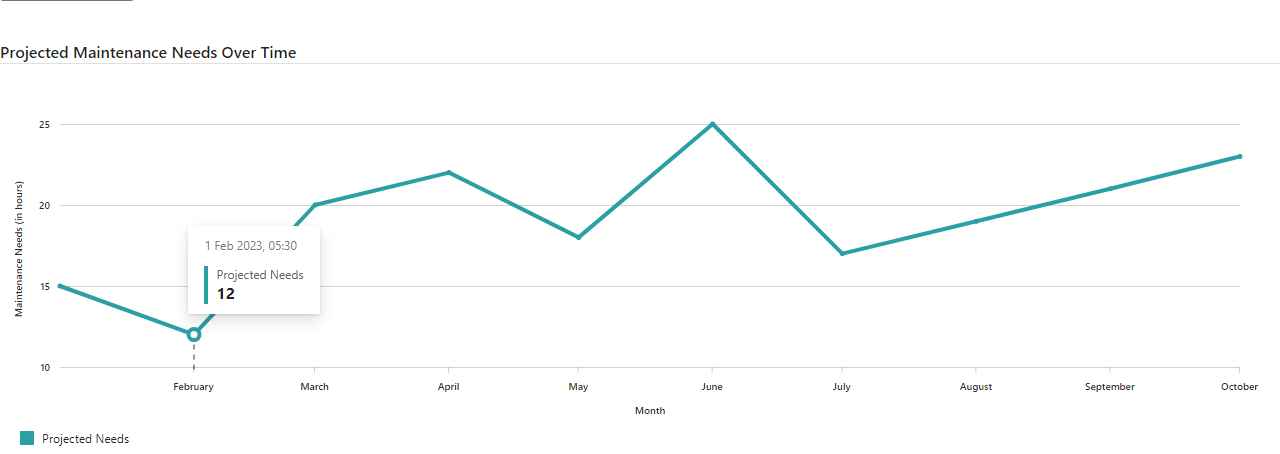 Projected Maintenance Needs Over Time
25
20
15
10
Maintenance Needs (in hours)
1 Feb 2023, 05:30
Projected Needs
12
February March April May June July August September October
Month
Projected Needs